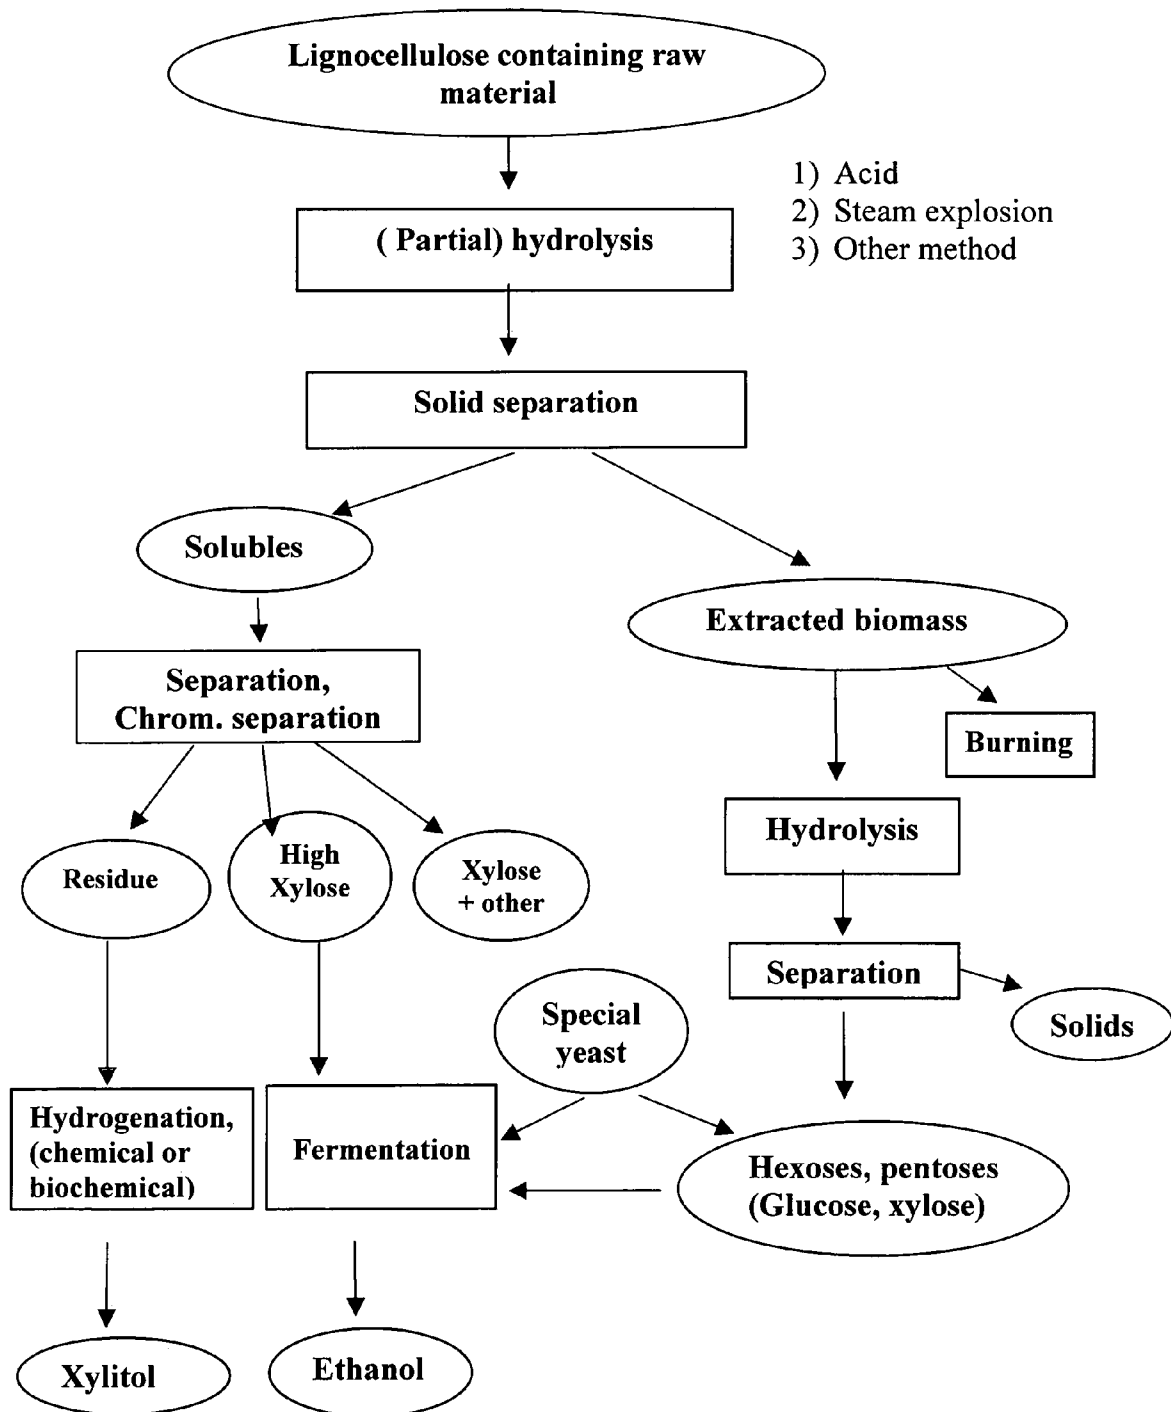 Lignocellulose containing raw
material
1) Acid
2) Steam explosion
3) Other method
( Partial) hydrolysis
Solid separation
Solubles
Extracted biomass
Separation,
Chrom. separation
Burning
Hydrolysis
Residue
High
Xylose
Xylose
+ other
Separation
Solids
Special
yeast
Hydrogenation,
(chemical or
biochemical)
Fermentation
Hexoses, pentoses
(Glucose, xylose)
Xylitol
Ethanol